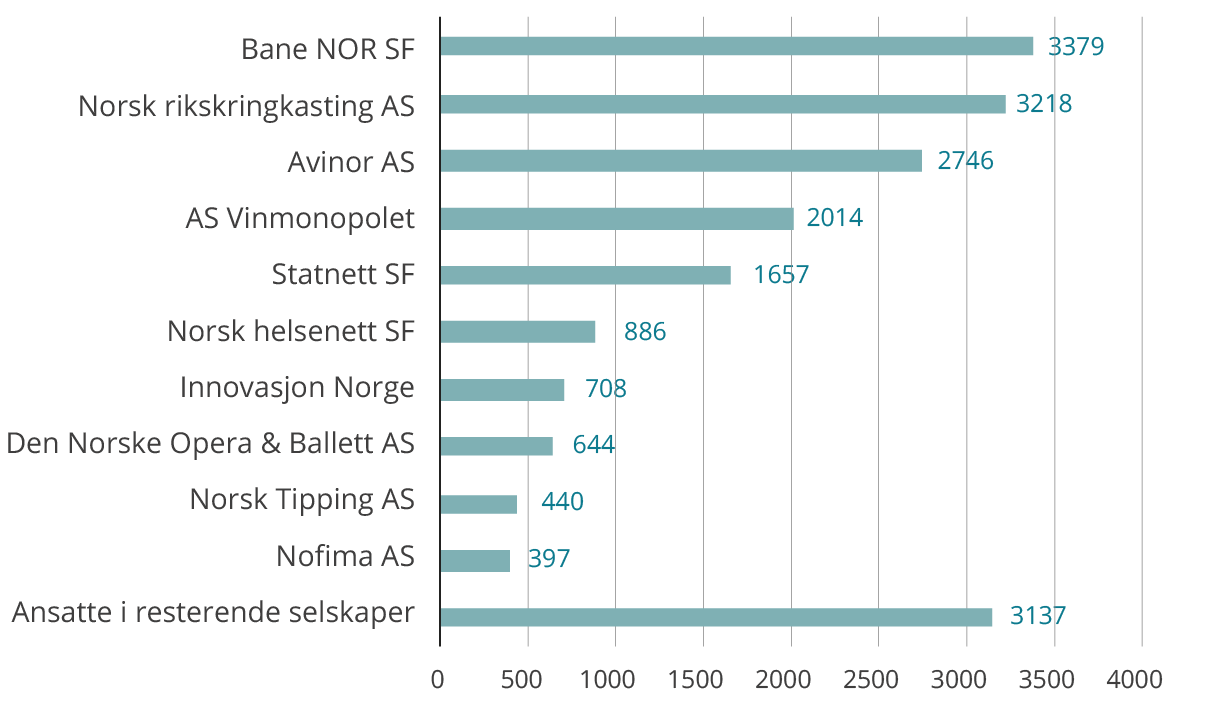 Bane NOR SF 3379
Norsk rikskringkasting AS 3218
Avinor AS 2746
AS Vinmonopolet 2014
Statnett SF 1657
Norsk helsenett SF 886
Innovasjon Norge 708
Den Norske Opera & Ballett AS 644
Norsk Tipping AS 440
Nofima AS 397
Ansatte i resterende selskaper 3137
0 500 1000 1500 2000 2500 3000 3500 4000